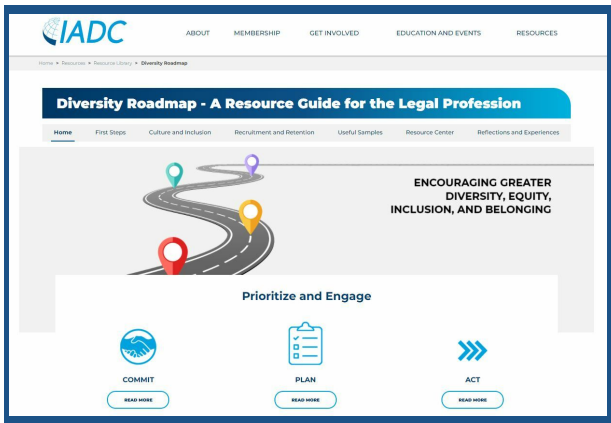 IADC
ABOUT MEMBERSHIP GET INVOLVED EDUCATION AND EVENTS RESOURCES
Home ▸ Resources ▸ Resource Library ▸ Diversity Roadmap
Diversity Roadmap - A Resource Guide for the Legal Profession
Home First Steps Culture and Inclusion Recruitment and Retention Useful Samples Resource Center Reflections and Experiences
ENCOURAGING GREATER
DIVERSITY, EQUITY,
INCLUSION, AND BELONGING
Prioritize and Engage
COMMIT PLAN ACT
READ MORE READ MORE READ MORE